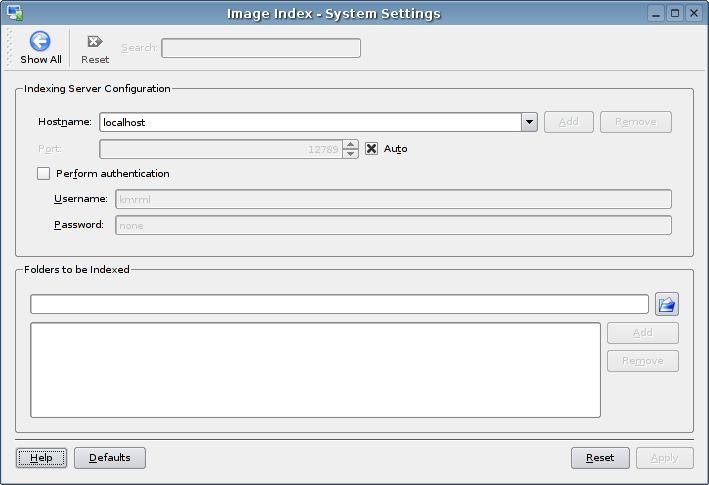 Image Index - System Settings
Show All
Reset
Search:
Indexing Server Configuration
Hostname: localhost Add Remove
Port: 12789 Auto
Perform authentication
Username: kmrml
Password: none
Folders to be Indexed
Add
Remove
Help Defaults Reset Apply